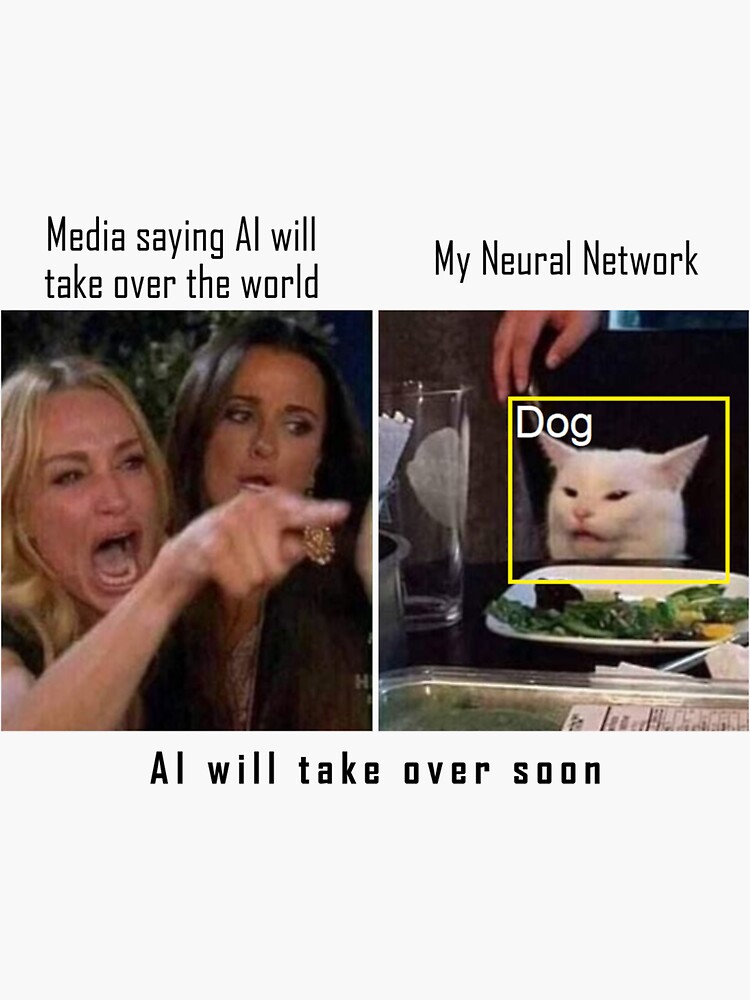 Media saying AI will
take over the world
My Neural Network
Dog
AI will take over soon